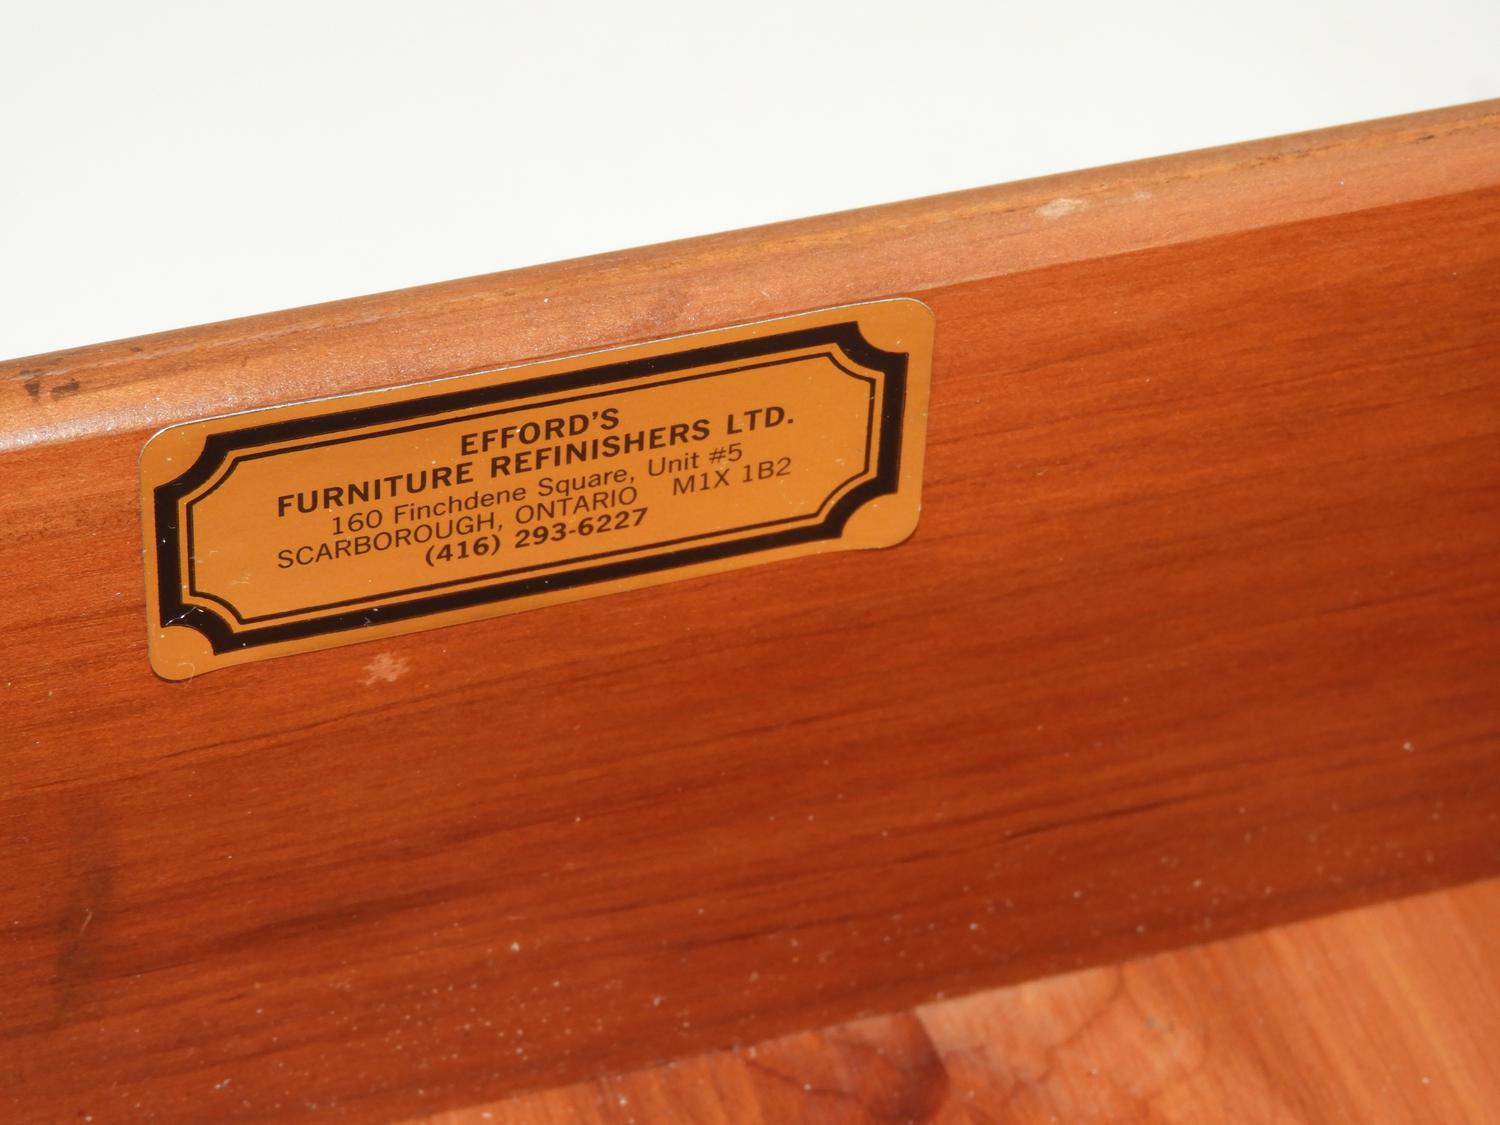 EFFORD'S
FURNITURE REFINISHERS LTD.
160 Finchdene Square, Unit #5
SCARBOROUGH, ONTARIO M1X 1B2
(416) 293-6227